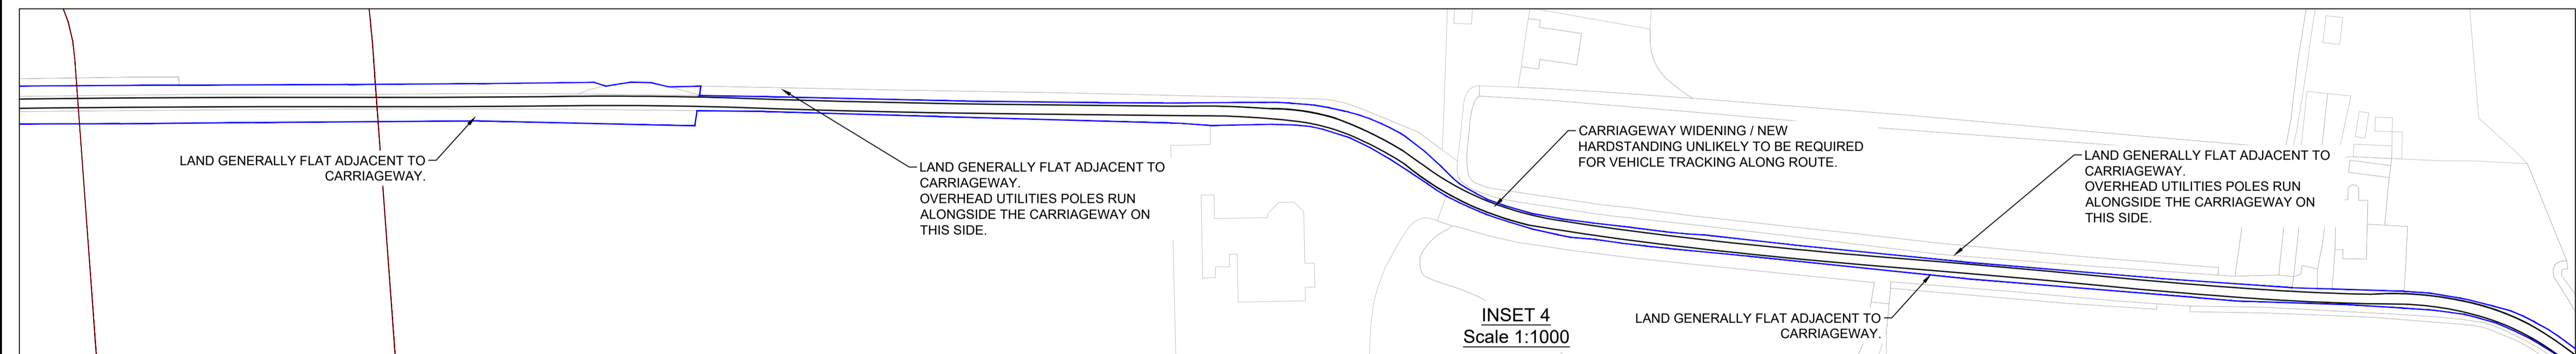 LAND GENERALLY FLAT ADJACENT TO
CARRIAGEWAY.
LAND GENERALLY FLAT ADJACENT TO
CARRIAGEWAY.
OVERHEAD UTILITIES POLES RUN
ALONGSIDE THE CARRIAGEWAY ON
THIS SIDE.
CARRIAGEWAY WIDENING / NEW
HARDSTANDING UNLIKELY TO BE REQUIRED
FOR VEHICLE TRACKING ALONG ROUTE.
LAND GENERALLY FLAT ADJACENT TO
CARRIAGEWAY.
OVERHEAD UTILITIES POLES RUN
ALONGSIDE THE CARRIAGEWAY ON
THIS SIDE.
INSET 4
Scale 1:1000
LAND GENERALLY FLAT ADJACENT TO
CARRIAGEWAY.